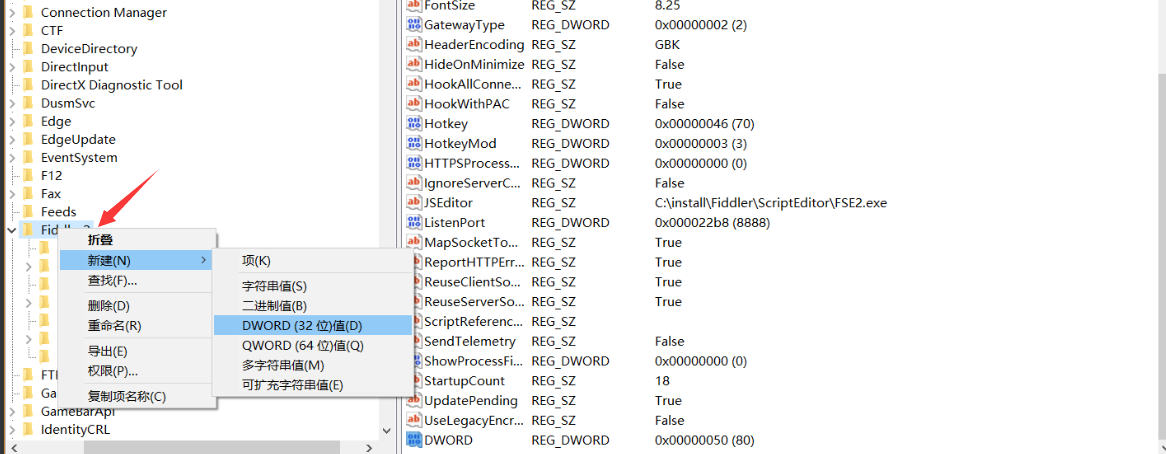 Connection Manager
CTF
DeviceDirectory
DirectInput
DirectX Diagnostic Tool
DusmSvc
Edge
EdgeUpdate
EventSystem
F12
Fax
Feeds
折叠
新建(N)
查找(F)...
删除(D)
重命名(R)
导出(E)
权限(P)...
复制项名称(C)
项(K)
字符串值(S)
二进制值(B)
DWORD (32 位)值(D)
QWORD (64 位)值(Q)
多字符串值(M)
可扩充字符串值(E)
GameBarApi
IdentityCRL
FontSize REG_SZ 8.25
GatewayType REG_DWORD 0x00000002 (2)
HeaderEncoding REG_SZ GBK
HideOnMinimize REG_SZ False
HookAllConne... REG_SZ True
HookWithPAC REG_SZ False
Hotkey REG_DWORD 0x00000046 (70)
HotkeyMod REG_DWORD 0x00000003 (3)
HTTPSProcess... REG_DWORD 0x00000000 (0)
IgnoreServerC... REG_SZ False
JSEditor REG_SZ C:\install\Fiddler\ScriptEditor\FSE2.exe
ListenPort REG_DWORD 0x000022b8 (8888)
MapSocketTo... REG_SZ True
ReportHTTPErr... REG_SZ True
ReuseClientSo... REG_SZ True
ReuseServerSo... REG_SZ True
ScriptReferenc... REG_SZ
SendTelemetry REG_SZ False
ShowProcessFi... REG_DWORD 0x00000000 (0)
StartupCount REG_SZ 18
UpdatePending REG_SZ True
UseLegacyEncr... REG_SZ False
DWORD REG_DWORD 0x00000050 (80)